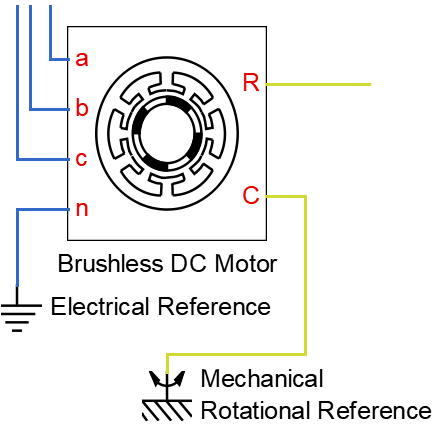 a
b
c
n
R
C
Brushless DC Motor
Electrical Reference
Mechanical
Rotational Reference